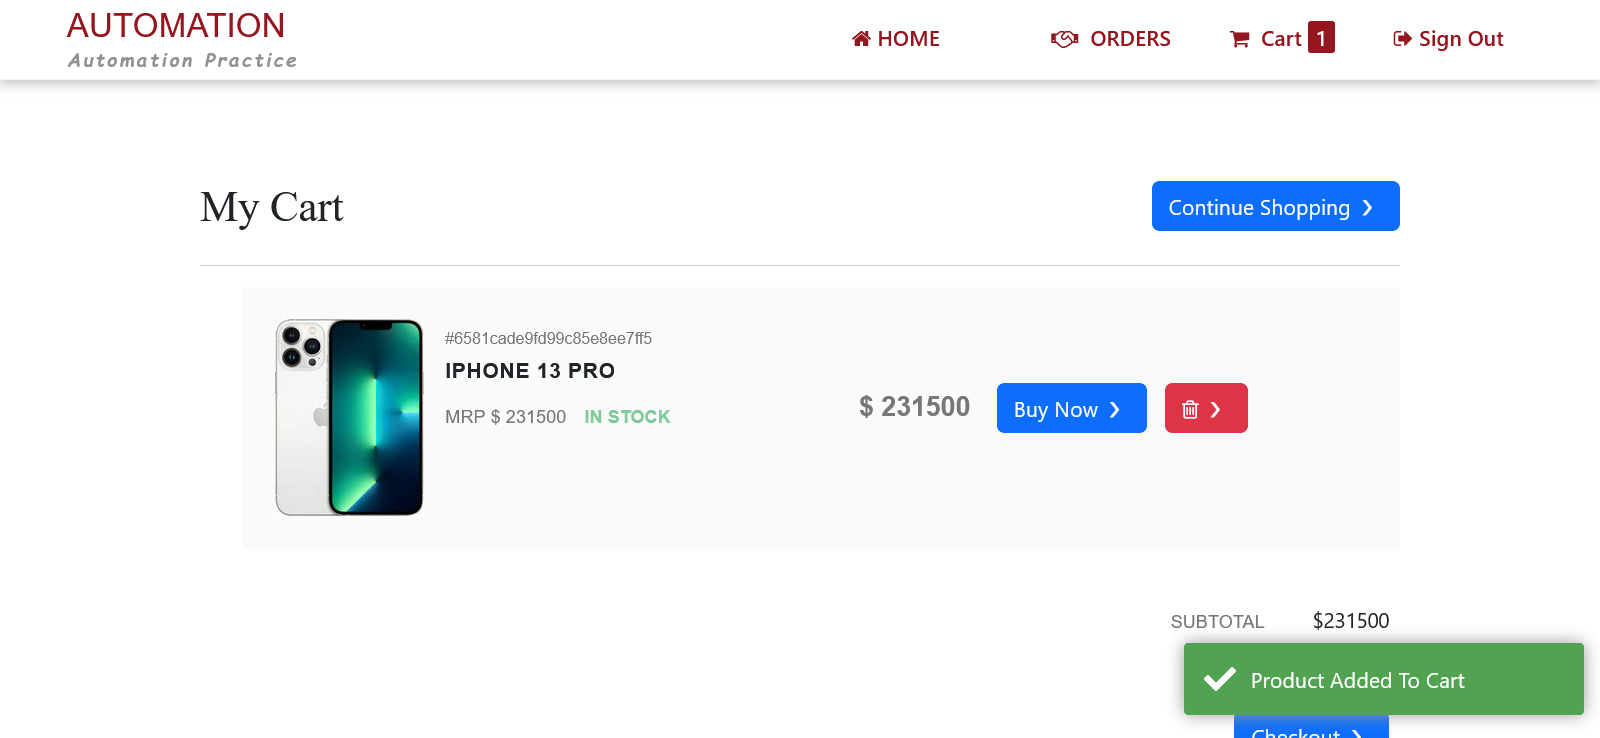 AUTOMATION
Automation Practice
HOME
ORDERS
Cart 1
Sign Out
My Cart
Continue Shopping
#6581cade9fd99c85e8ee7ff5
IPHONE 13 PRO
MRP $ 231500 IN STOCK
$ 231500
Buy Now
SUBTOTAL $231500
Product Added To Cart
Checkout